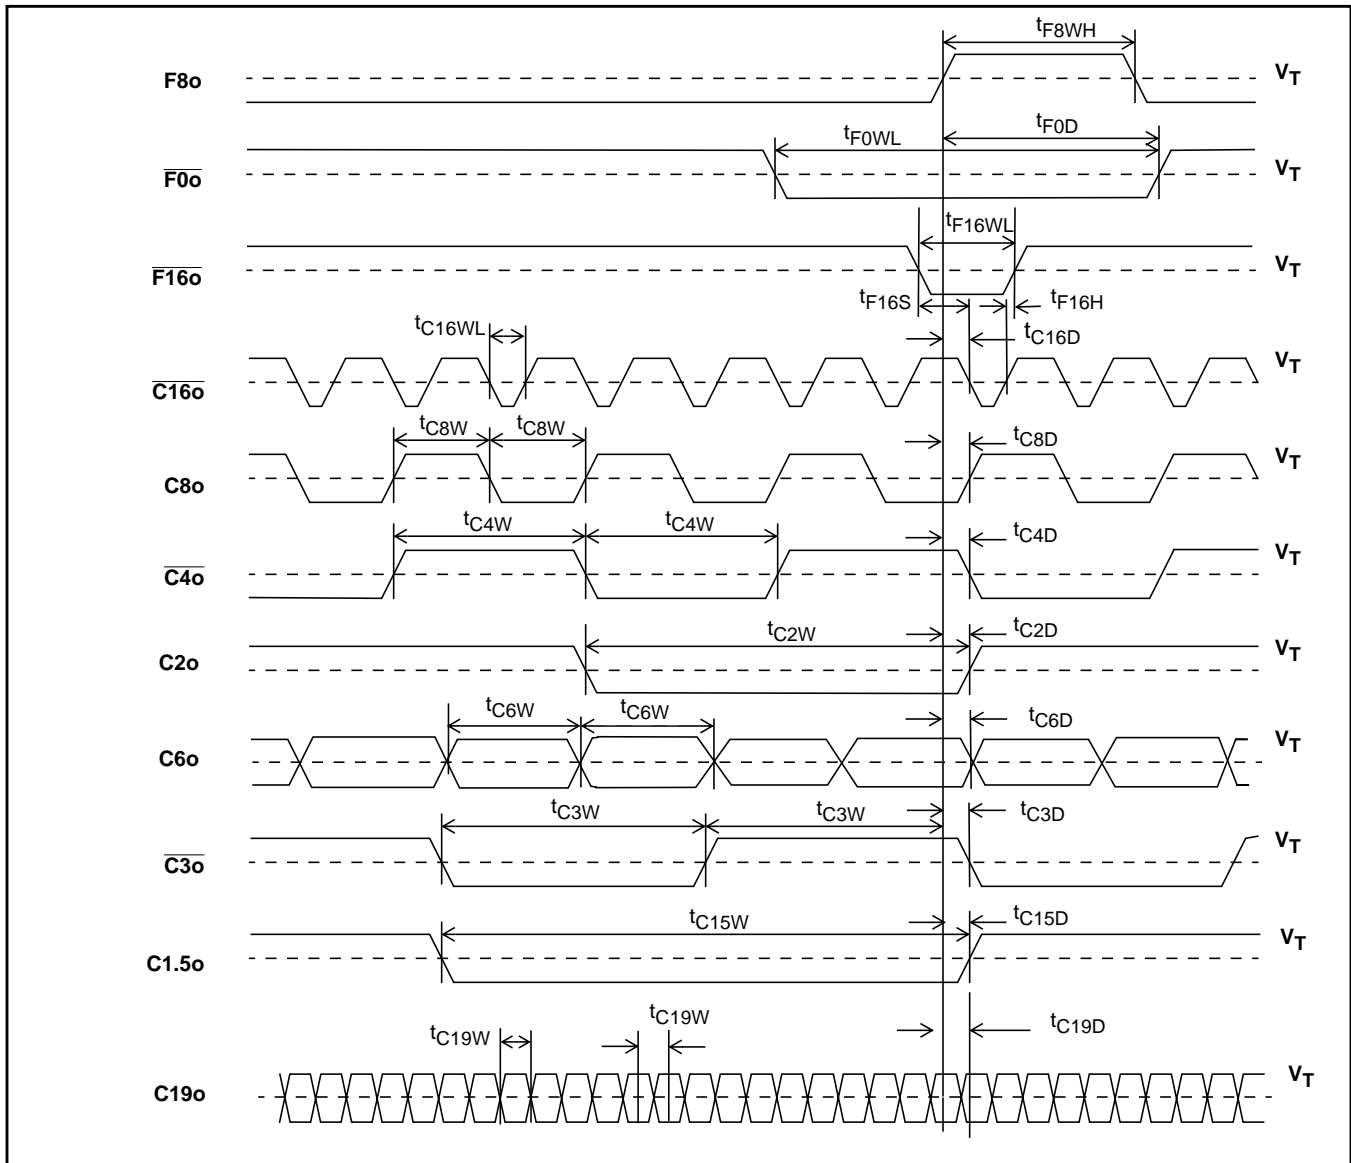 tF8WH
F8o VT
tF0WL tF0D
F0o VT
tF16WL
F16o VT
tF16S tF16H
tC16WL tC16D
C16o VT
tC8W tC8W tC8D
C8o VT
tC4W tC4W tC4D
C4o VT
tC2W tC2D
C2o VT
tC6W tC6W tC6D
C6o VT
tC3W tC3W tC3D
C3o VT
tC15W tC15D
C1.5o VT
tC19W tC19W tC19D
C19o VT